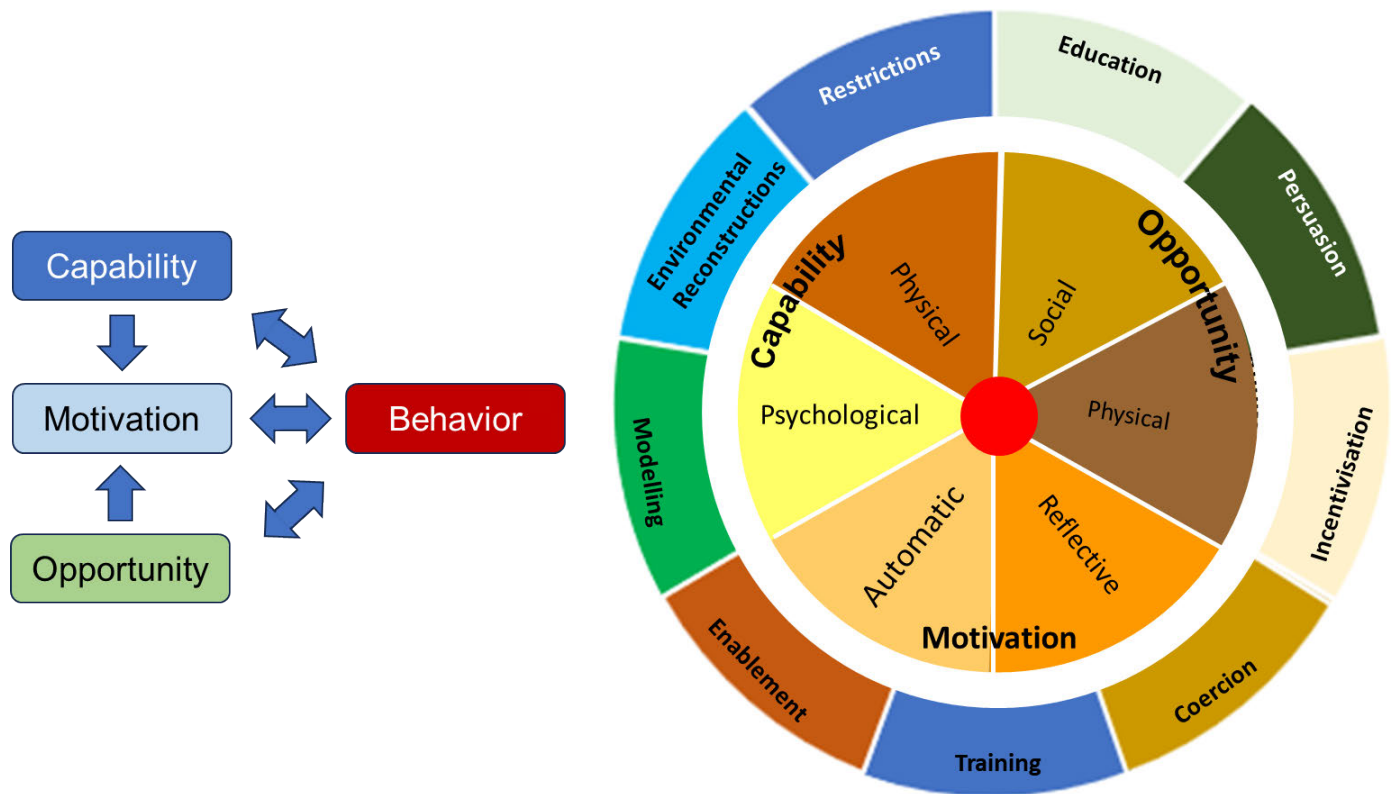 Capability
Motivation
Opportunity
Behavior
Restrictions
Education
Persuasion
Incentivisation
Coercion
Training
Enablement
Modelling
Environmental
Reconstructions
Capability
Physical
Psychological
Opportunity
Social
Physical
Motivation
Automatic
Reflective